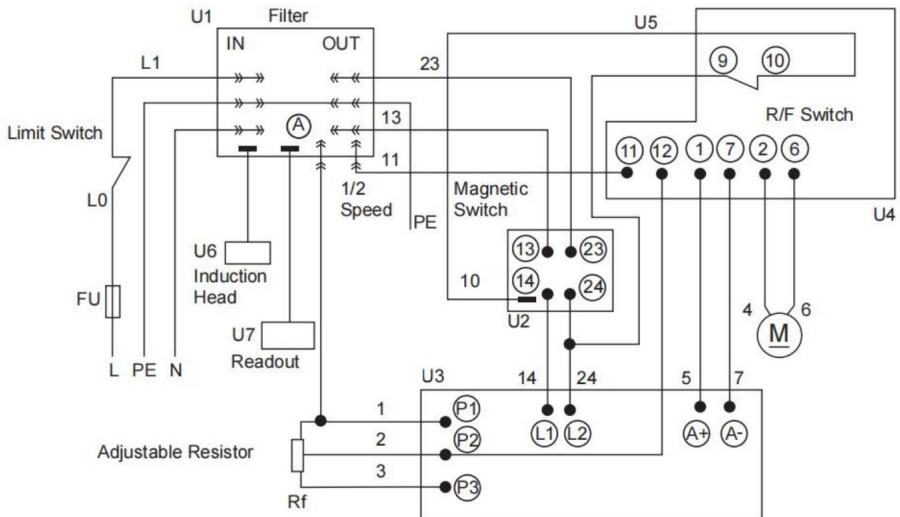 U1 Filter
IN OUT
L1
23
U5
9 10
R/F Switch
Limit Switch
A
13
11
11 12 1 7 2 6
L0
1/2
Speed
Magnetic
Switch
PE
U4
U6
Induction
Head
13 23
10
14 24
U2
FU
4 6
M
U7
Readout
L PE N
U3
14 24 5 7
1
P1
L1 L2 A+ A-
2
P2
Adjustable Resistor
3
P3
Rf